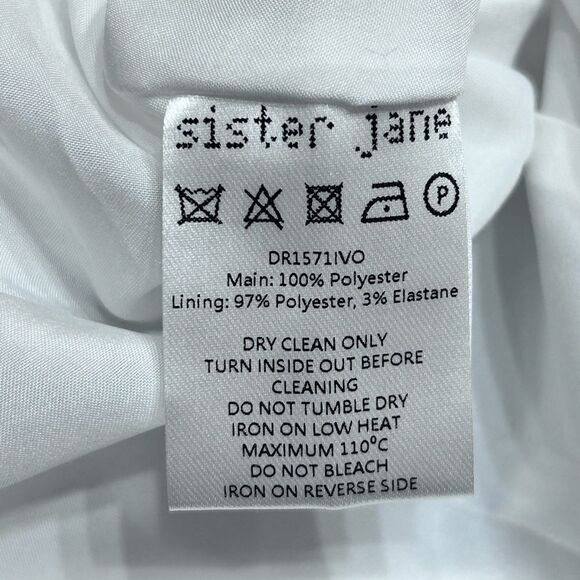 sister jane
P
DR1571IVO
Main: 100% Polyester
Lining: 97% Polyester, 3% Elastane
DRY CLEAN ONLY
TURN INSIDE OUT BEFORE
CLEANING
DO NOT TUMBLE DRY
IRON ON LOW HEAT
MAXIMUM 110⁰C
DO NOT BLEACH
IRON ON REVERSE SIDE